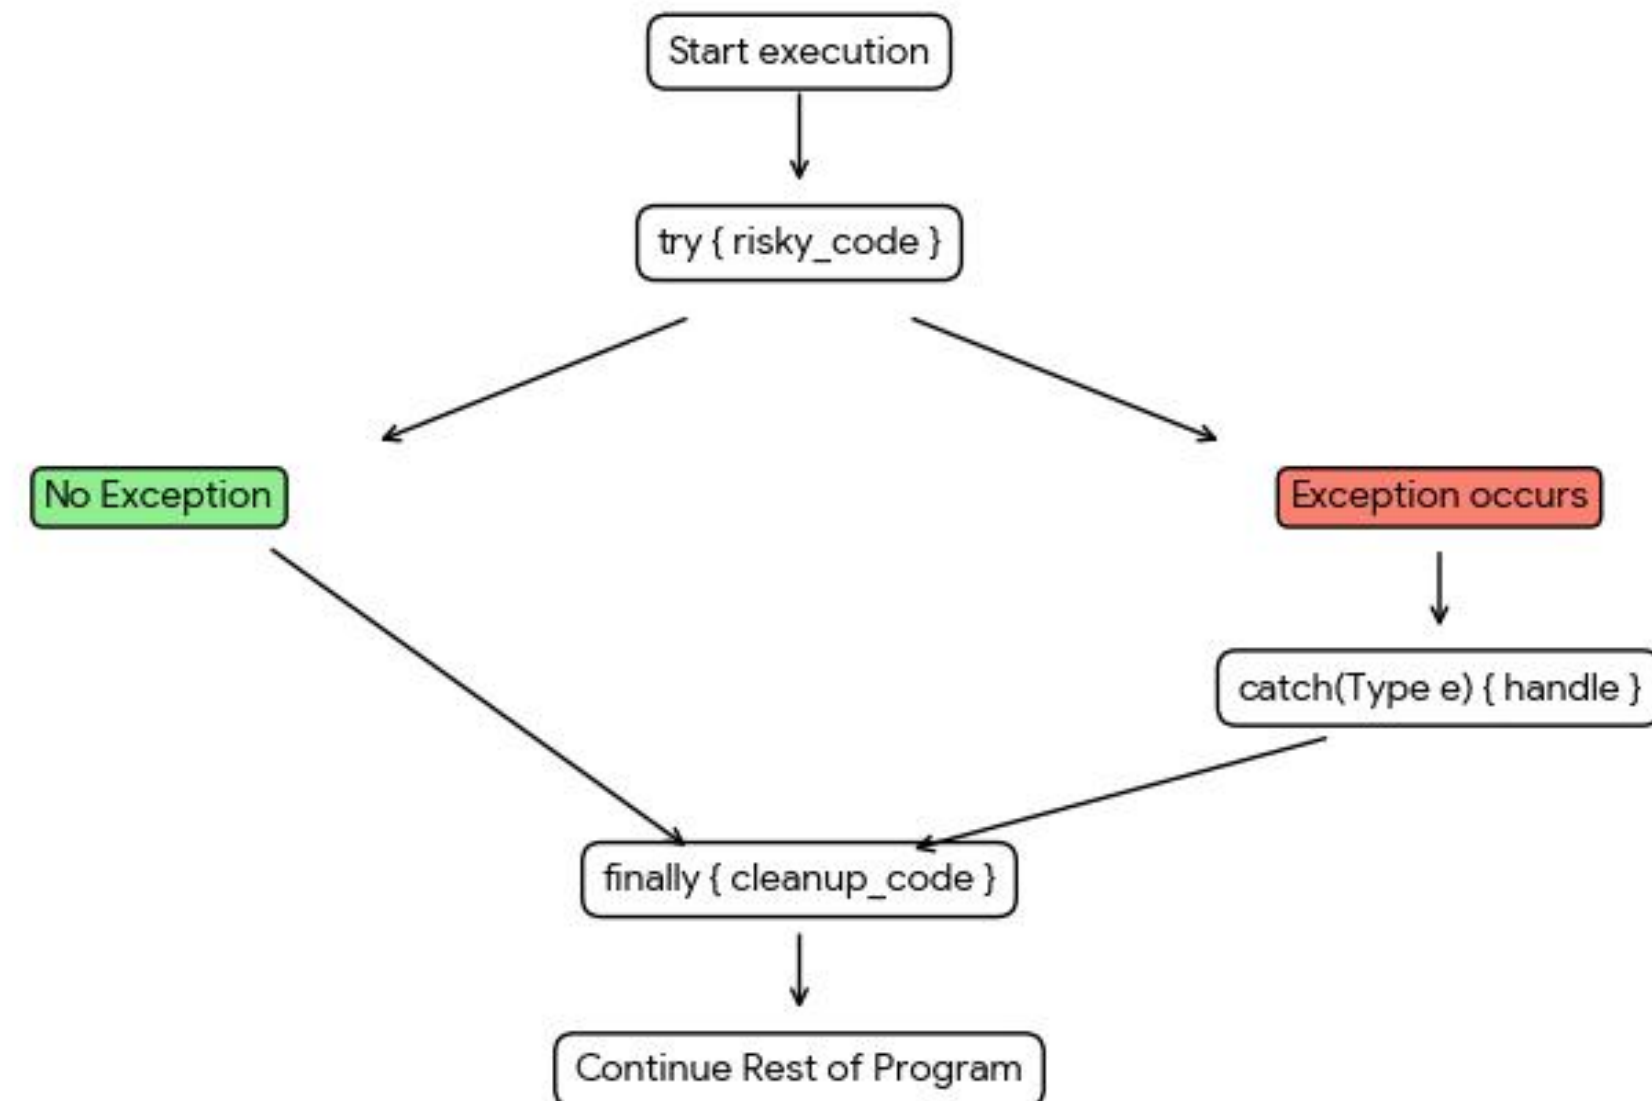 Start execution
try { risky_code }
No Exception
Exception occurs
catch(Type e) { handle }
finally { cleanup_code }
Continue Rest of Program